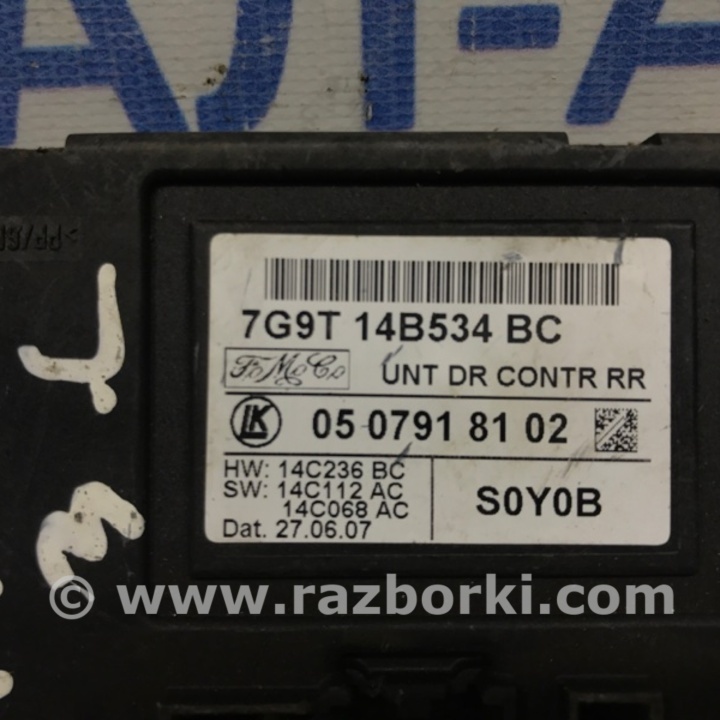 7G9T 14B534 BC
FoMoCo
UNT DR CONTR RR
LK 05 0791 81 02
HW: 14C236 BC
SW: 14C112 AC
14C068 AC
Dat. 27.06.07
S0Y0B
© www.razborki.com